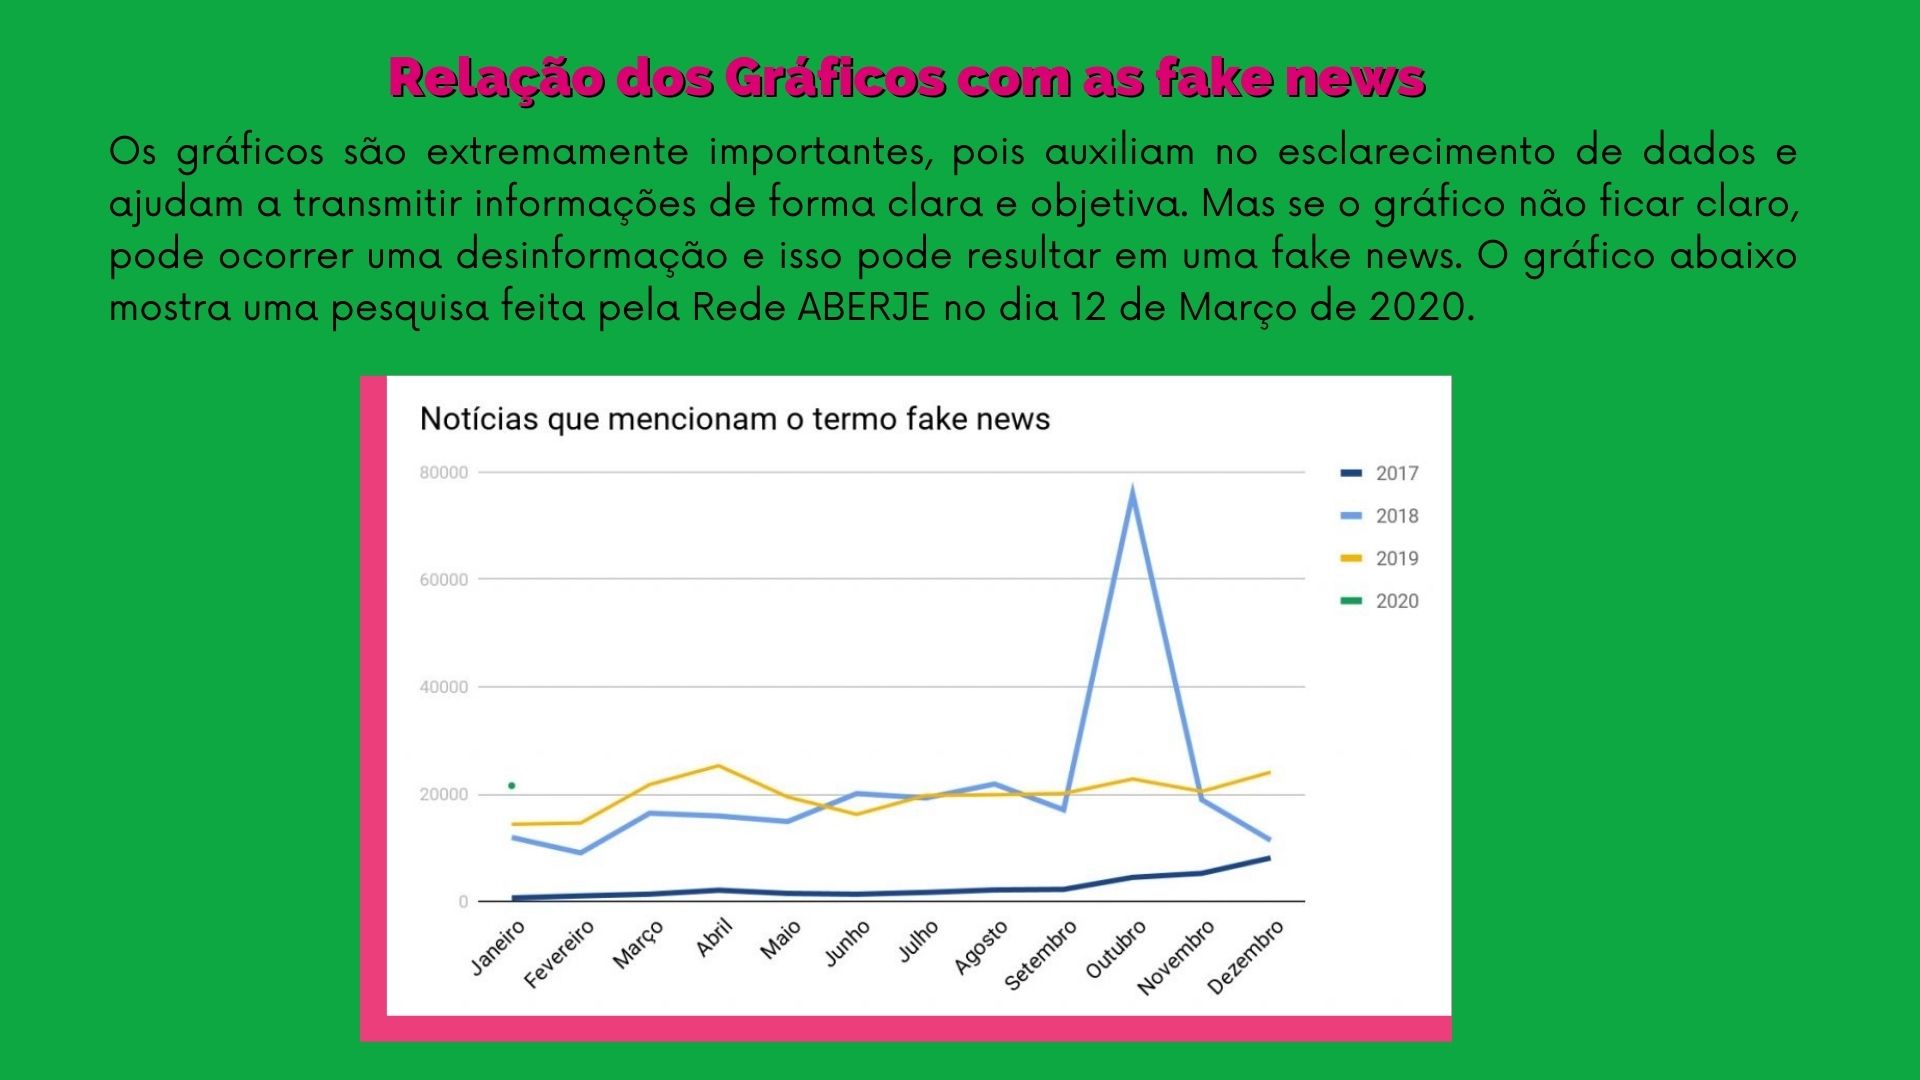 Relação dos Gráficos com as fake news
Os gráficos são extremamente importantes, pois auxiliam no esclarecimento de dados e
ajudam a transmitir informações de forma clara e objetiva. Mas se o gráfico não ficar claro,
pode ocorrer uma desinformação e isso pode resultar em uma fake news. O gráfico abaixo
mostra uma pesquisa feita pela Rede ABERJE no dia 12 de Março de 2020.
Notícias que mencionam o termo fake news
80000
60000
40000
20000
0
2017
2018
2019
2020
Janeiro
Fevereiro
Março
Abril
Maio
Junho
Julho
Agosto
Setembro
Outubro
Novembro
Dezembro